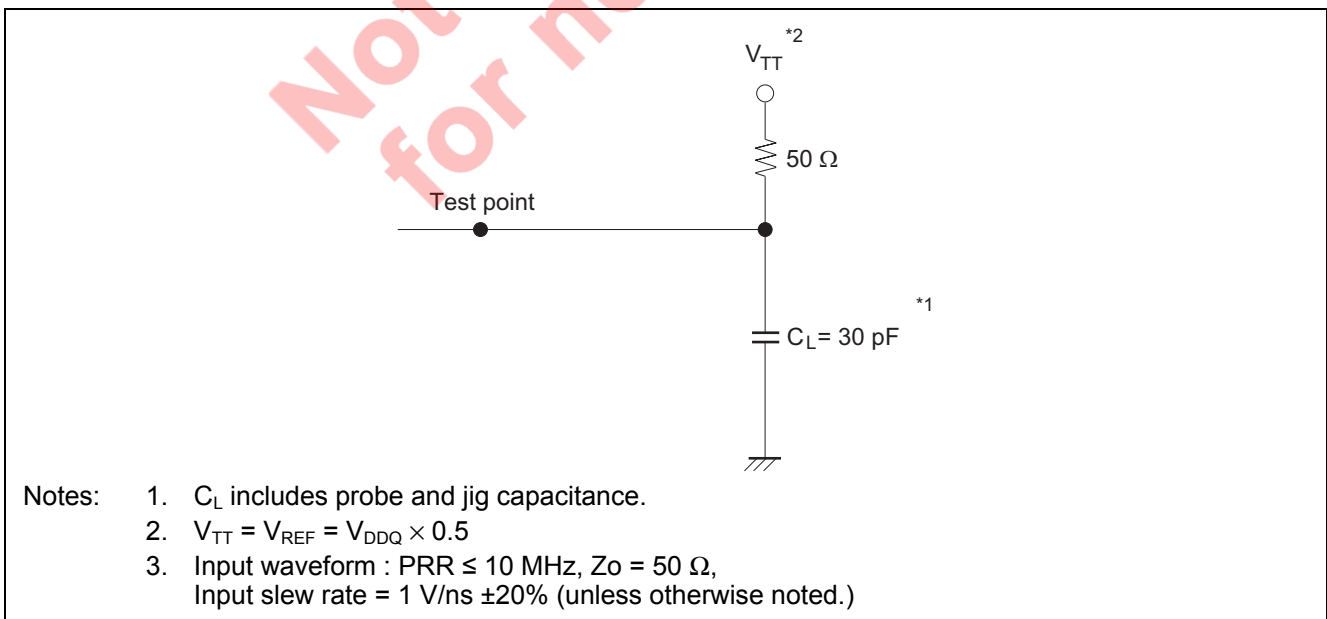 Not
for n
V_TT *2
50 Ω
Test point
*1
C_L= 30 pF
Notes: 1. C_L includes probe and jig capacitance.
2. V_TT = V_REF = V_DDQ × 0.5
3. Input waveform : PRR ≤ 10 MHz, Zo = 50 Ω,
Input slew rate = 1 V/ns ±20% (unless otherwise noted.)